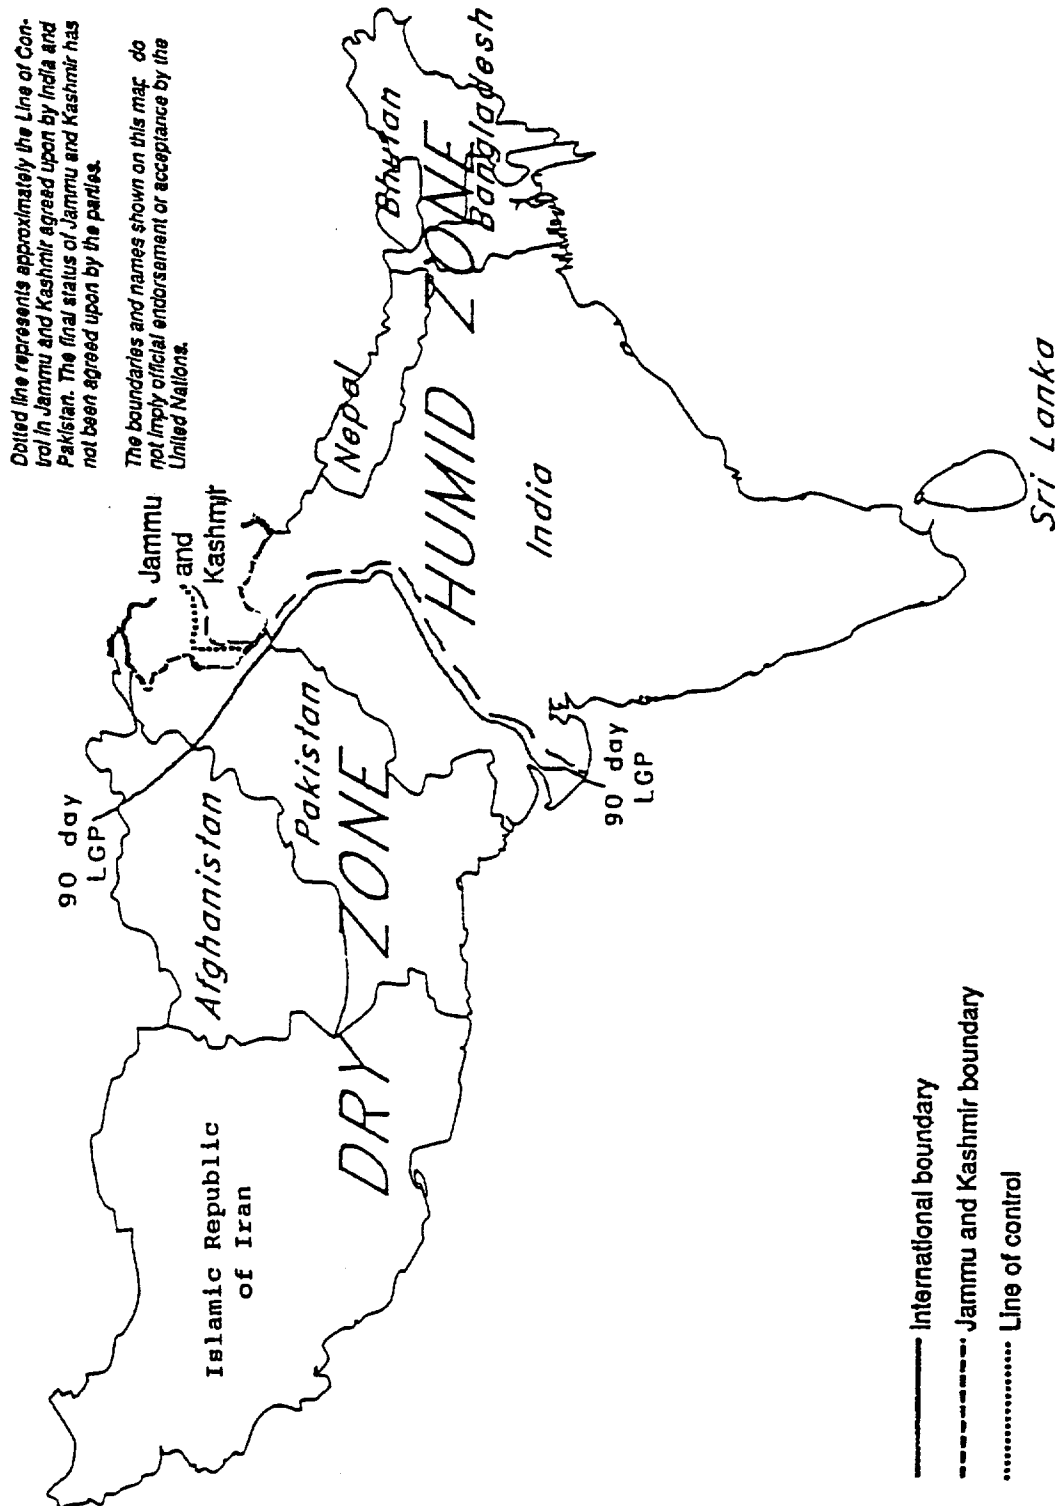 Dotted line represents approximately the Line of Con-
trol in Jammu and Kashmir agreed upon by India and
Pakistan. The final status of Jammu and Kashmir has
not been agreed upon by the parties.
The boundaries and names shown on this map do
not imply official endorsement or acceptance by the
United Nations.
90 day
LGP
Jammu
and
Kashmir
Afghanistan
Islamic Republic
of Iran
Pakistan
Nepal
Bhutan
DRY ZONE
HUMID ZONE
Bangladesh
India
90 day
LGP
Sri Lanka
International boundary
Jammu and Kashmir boundary
Line of control